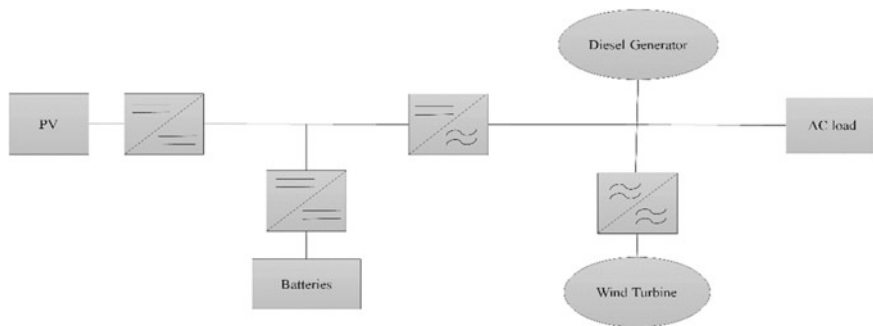 Diesel Generator
PV
AC load
Batteries
Wind Turbine